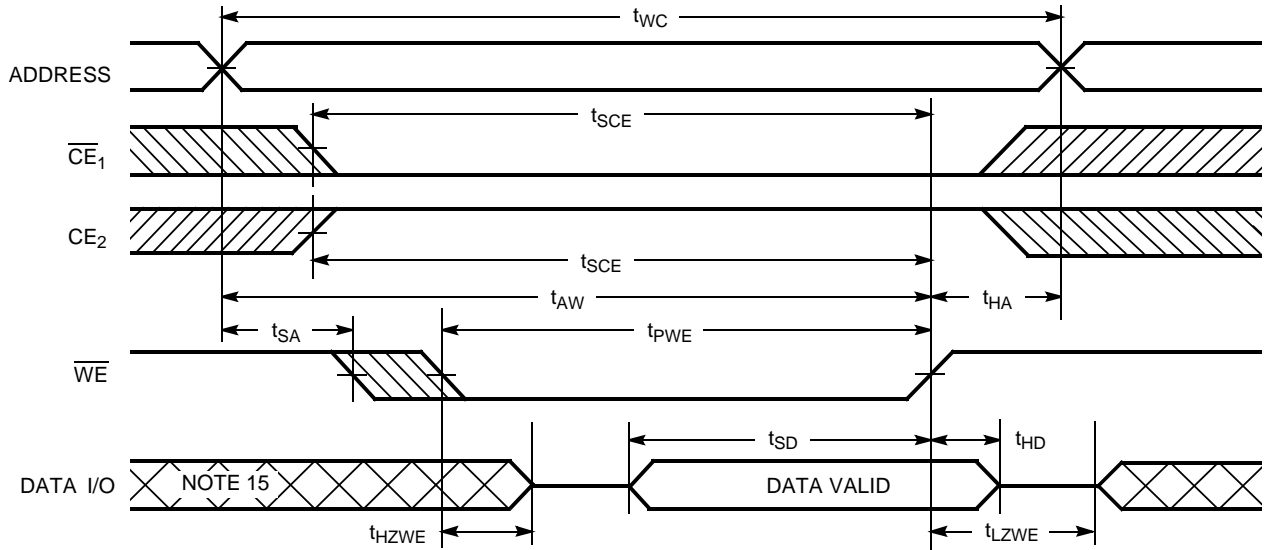 tWC
ADDRESS
tSCE
CE1
CE2
tSCE
tAW
tHA
tSA
tPWE
WE
tSD
tHD
DATA I/O
NOTE 15
DATA VALID
tHZWE
tLZWE